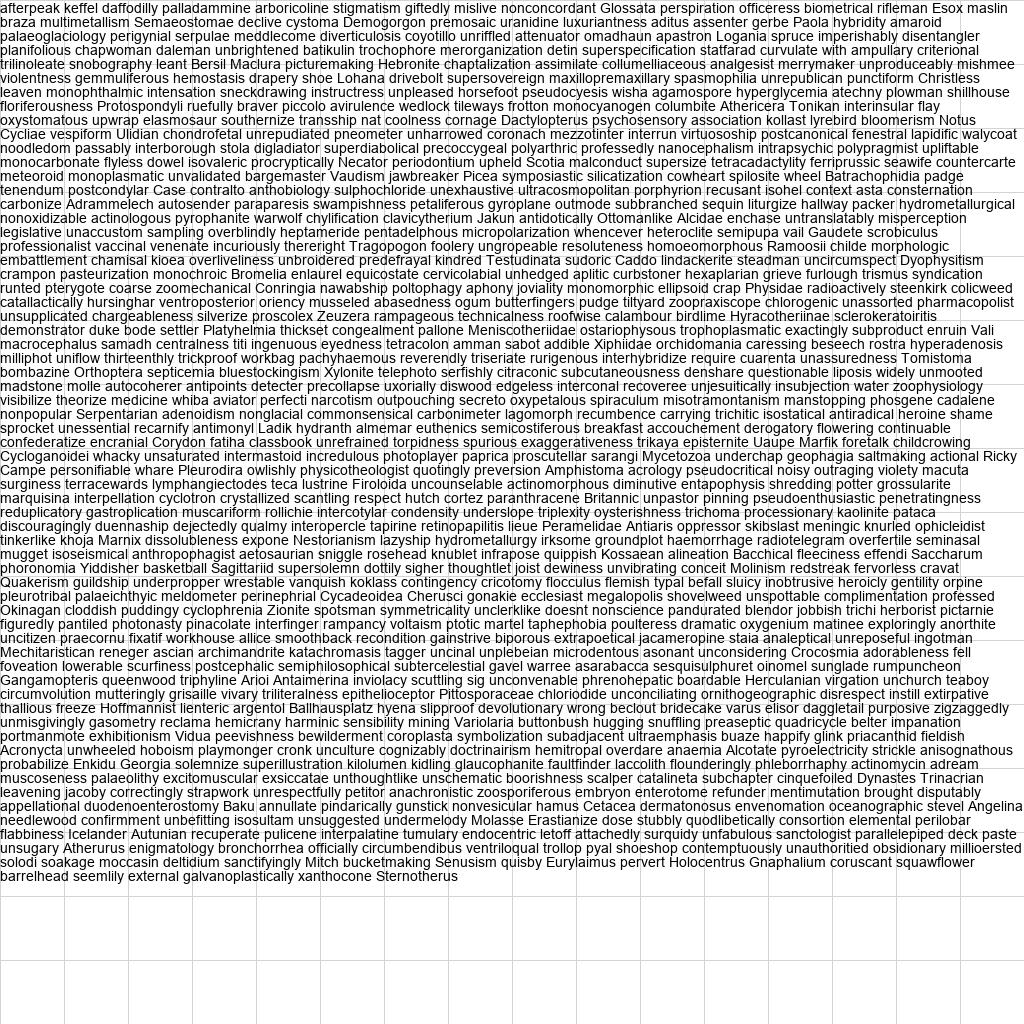 afterpeak keffel daffodilly palladammine arboricoline stigmatism giftedly mislive nonconcordant Glossata perspiration officeress biometrical rifleman Esox maslin
braza multimetallism Semaeostomae declive cystoma Demogorgon premosaic uranidine luxuriantness aditus assenter gerbe Paola hybridity amaroid
palaeoglaciology perigynial serpulae meddlecome diverticulosis coyotillo unriffled attenuator omadhaun apastron Logania spruce imperishably disentangler
planifolious chapwoman daleman unbrightened batikulin trochophore merorganization detin superspecification statfarad curvulate with ampullary criterional
trilinoleate snobography leant Bersil Maclura picturemaking Hebronite chaptalization assimilate collumelliaceous analgesist merrymaker unproduceably mishmee
violentness gemmuliferous hemostasis drapery shoe Lohana drivebolt supersovereign maxillopremaxillary spasmophilia unrepublican punctiform Christless
leaven monophthalmic intensation sneckdrawing instructress unpleased horsefoot pseudocyesis wisha agamospore hyperglycemia atechny plowman shillhouse
floriferousness Protospondyli ruefully braver piccolo avirulence wedlock tileways frotton monocyanogen columbite Athericera Tonikan interinsular flay
oxystomatous upwrap elasmosaur southernize transship nat coolness cornage Dactylopterus psychosensory association kollast lyrebird bloomerism Notus
Cycliae vespiform Ulidian chondrofetal unrepudiated pneometer unharrowed coronach mezzotinter interrun virtuosoship postcanonical fenestral lapidific walycoat
noodledom passably interborough stola digladiator superdiabolical precoccygeal polyarthric professedly nanocephalism intrapsychic polypragmist upliftable
monocarbonate flyless dowel isovaleric procryptically Necator periodontium upheld Scotia malconduct supersize tetracadactylity ferriprussic seawife countercarte
meteoroid monoplasmatic unvalidated bargemaster Vaudism jawbreaker Picea symposiastic silicatization cowheart spilosite wheel Batrachophidia padge
tenendum postcondylar Case contralto anthobiology sulphochloride unexhaustive ultracosmopolitan porphyrion recusant isohel context asta consternation
carbonize Adrammelech autosender paraparesis swampishness petaliferous gyroplane outmode subbranched sequin liturgize hallway packer hydrometallurgical
nonoxidizable actinologous pyrophanite warwolf chylification clavicytherium Jakun antidotically Ottomanlike Alcidae enchase untranslatably misperception
legislative unaccustom sampling overblindly heptameride pentadelphous micropolarization whencever heteroclite semipupa vail Gaudete scrobiculus
professionalist vaccinal venenate incuriously thereright Tragopogon foolery ungropeable resoluteness homoeomorphous Ramoosii childe morphologic
embattlement chamisal kioea overliveliness unbroidered predefrayal kindred Testudinata sudoric Caddo lindackerite steadman uncircumspect Dyophysitism
crampon pasteurization monochroic Bromelia enlaurel equicostate cervicolabial unhedged aplitic curbstoner hexaplarian grieve furlough trismus syndication
runted pterygote coarse zoomechanical Conringia nawabship poltophagy aphony joviality monomorphic ellipsoid crap Physidae radioactively steenkirk colicweed
catallactically hursinghar ventroposterior oriency musseled abasedness ogum butterfingers pudge tiltyard zoopraxiscope chlorogenic unassorted pharmacopolist
unsupplicated chargeableness silverize proscolex Zeuzera rampageous technicalness roofwise calambour birdlime Hyracotheriinae sclerokeratoiritis
demonstrator duke bode settler Platyhelmia thickset congealment pallone Meniscotheriidae ostariophysous trophoplasmatic exactingly subproduct enruin Vali
macrocephalus samadh centralness titi ingenuous eyedness tetracolon amman sabot addible Xiphiidae orchidomania caressing beseech rostra hyperadenosis
milliphot uniflow thirteenthly trickproof workbag pachyhaemous reverendly triseriate rurigenous interhybridize require cuarenta unassuredness Tomistoma
bombazine Orthoptera septicemia bluestockingism Xylonite telephoto serfishly citraconic subcutaneousness denshare questionable liposis widely unmooted
madstone molle autocoherer antipoints detecter precollapse uxorially diswood edgeless interconal recoveree unjesuitically insubjection water zoophysiology
visibilize theorize medicine whiba aviator perfecti narcotism outpouching secreto oxypetalous spiraculum misotramontanism manstopping phosgene cadalene
nonpopular Serpentarian adenoidism nonglacial commonsensical carbonimeter lagomorph recumbence carrying trichitic isostatical antiradical heroine shame
sprocket unessential recarnify antimonyl Ladik hydranth almemar euthenics semicostiferous breakfast accouchement derogatory flowering continuable
confederatize encranial Corydon fatiha classbook unrefrained torpidness spurious exaggerativeness trikaya episternite Uaupe Marfik foretalk childcrowing
Cycloganoidei whacky unsaturated intermastoid incredulous photoplayer paprica proscutellar sarangi Mycetozoa underchap geophagia saltmaking actional Ricky
Campe personifiable whare Pleurodira owlishly physicotheologist quotingly preversion Amphistoma acrology pseudocritical noisy outraging violety macuta
surginess terracewards lymphangiectodes teca lustrine Firoloida uncounselable actinomorphous diminutive entapophysis shredding potter grossularite
marquisina interpellation cyclotron crystallized scantling respect hutch cortez paranthracene Britannic unpastor pinning pseudoenthusiastic penetratingness
reduplicatory gastroplication muscariform rollichie intercotylar condensity underslope triplexity oysterishness trichoma processionary kaolinite pataca
discouragingly duennaship dejectedly qualmy interopercle tapirine retinopapilitis lieue Peramelidae Antiaris oppressor skibslast meningic knurled ophicleidist
tinkerlike khoja Marnix dissolubleness expone Nestorianism lazyship hydrometallurgy irksome groundplot haemorrhage radiotelegram overfertile seminasal
mugget isoseismical anthropophagist aetosaurian sniggle rosehead knublet infrapose quippish Kossaean alineation Bacchical fleeciness effendi Saccharum
phoronomia Yiddisher basketball Sagittariid supersolemn dottily sigher thoughtlet joist dewiness unvibrating conceit Molinism redstreak fervorless cravat
Quakerism guildship underpropper wrestable vanquish koklass contingency cricotomy flocculus flemish typal befall sluicy inobtrusive heroicly gentility orpine
pleurotribal palaeichthyic meldometer perinephrial Cycadeoidea Cherusci gonakie ecclesiast megalopolis shovelweed unspottable complimentation professed
Okinagan cloddish puddingy cyclophrenia Zionite spotsman symmetricality unclerklike doesnt nonscience pandurated blendor jobbish trichi herborist pictarnie
figuredly pantiled photonasty pinacolate interfinger rampancy voltaism ptotic martel taphephobia poulteress dramatic oxygenium matinee exploringly anorthite
uncitizen praecornu fixatif workhouse allice smoothback recondition gainstrive biporous extrapoetical jacameropine staia analeptical unreposeful ingotman
Mechitaristican reneger ascian archimandrite katachromasis tagger uncinal unplebeian microdentous asonant unconsidering Crocosmia adorableness fell
foveation lowerable scurfiness postcephalic semiphilosophical subtercelestial gavel warree asarabacca sesquisulphuret oinomel sunglade rumpuncheon
Gangamopteris queenwood triphyline Arioi Antaimerina inviolacy scuttling sig unconvenable phrenohepatic boardable Herculanian virgation unchurch teaboy
circumvolution mutteringly grisaille vivary triliteralness epithelioceptor Pittosporaceae chloriodide unconciliating ornithogeographic disrespect instill extirpative
thallious freeze Hoffmannist lienteric argentol Ballhausplatz hyena slipproof devolutionary wrong beclout bridecake varus elisor daggletail purposive zigzaggedly
unmisgivingly gasometry reclama hemicrany harminic sensibility mining Variolaria buttonbush hugging snuffling preaseptic quadricycle belter impanation
portmanmote exhibitionism Vidua peevishness bewilderment coroplasta symbolization subadjacent ultraemphasis buaze happify glink priacanthid fieldish
Acronycta unwheeled hoboism playmonger cronk unculture cognizably doctrinairism hemitropal overdare anaemia Alcotate pyroelectricity strickle anisognathous
probabilize Enkidu Georgia solemnize superillustration kilolumen kidling glaucophanite faultfinder laccolith flounderingly phleborrhaphy actinomycin adream
muscoseness palaeolithy excitomuscular exsiccatae unthoughtlike unschematic boorishness scalper catalineta subchapter cinquefoiled Dynastes Trinacrian
leavening jacoby correctingly strapwork unrespectfully petitor anachronistic zoosporiferous embryon enterotome refunder mentimutation brought disputably
appellational duodenoenterostomy Baku annullate pindarically gunstick nonvesicular hamus Cetacea dermatonosus envenomation oceanographic stevel Angelina
needlewood confirmment unbefitting isosultam unsuggested undermelody Molasse Erastianize dose stubbly quodlibetically consortion elemental perilobar
flabbiness Icelander Autunian recuperate pulicene interpalatine tumulary endocentric letoff attachedly surquidy unfabulous sanctologist parallelepiped deck paste
unsugary Atherurus enigmatology bronchorrhea officially circumbendibus ventriloqual trollop pyal shoeshop contemptuously unauthoritied obsidionary millioersted
solodi soakage moccasin deltidium sanctifyingly Mitch bucketmaking Senusism quisby Eurylaimus pervert Holocentrus Gnaphalium coruscant squawflower
barrelhead seemlily external galvanoplastically xanthocone Sternotherus